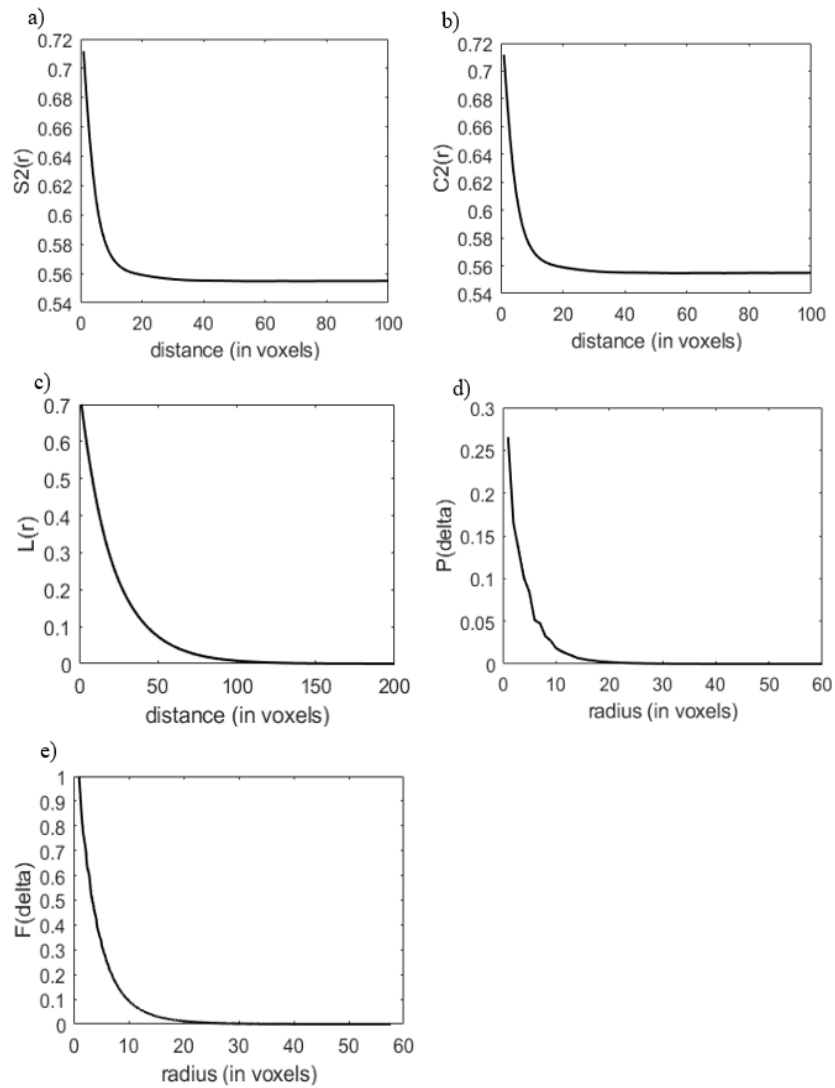 a)
0.72
0.7
0.68
0.66
0.64
0.62
0.6
0.58
0.56
0.54
S2(r)
0 20 40 60 80 100
distance (in voxels)
b)
0.72
0.7
0.68
0.66
0.64
0.62
0.6
0.58
0.56
0.54
C2(r)
0 20 40 60 80 100
distance (in voxels)
c)
0.7
0.6
0.5
0.4
0.3
0.2
0.1
0
L(r)
0 50 100 150 200
distance (in voxels)
d)
0.3
0.25
0.2
0.15
0.1
0.05
0
P(delta)
0 10 20 30 40 50 60
radius (in voxels)
e)
1
0.9
0.8
0.7
0.6
0.5
0.4
0.3
0.2
0.1
0
F(delta)
0 10 20 30 40 50 60
radius (in voxels)